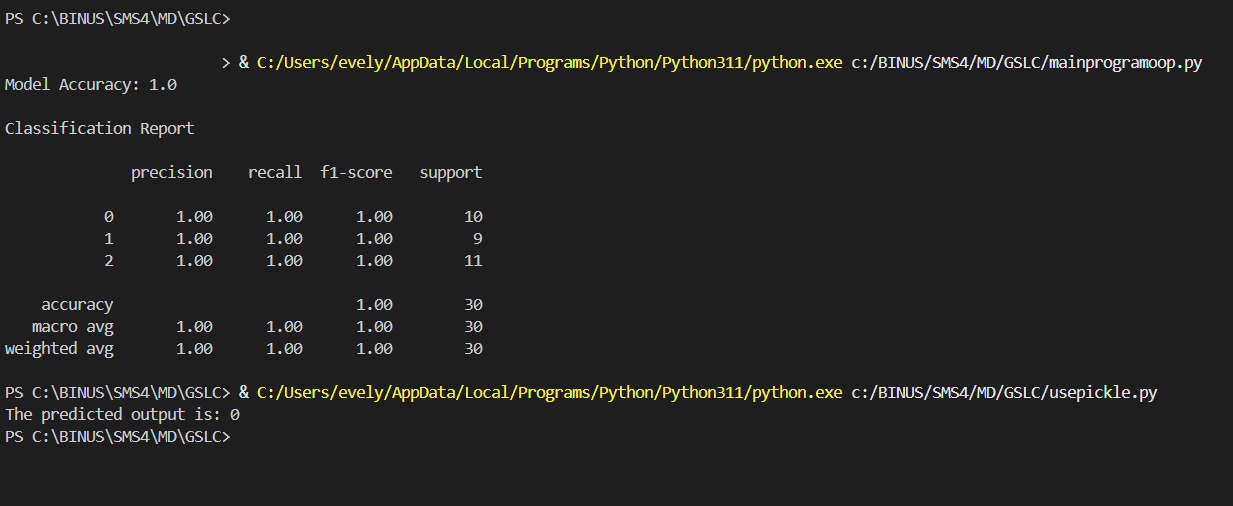 PS C:\BINUS\SMS4\MD\GSLC>
> & C:/Users/evely/AppData/Local/Programs/Python/Python311/python.exe c:/BINUS/SMS4/MD/GSLC/mainprogramoop.py
Model Accuracy: 1.0
Classification Report
precision recall f1-score support
0 1.00 1.00 1.00 10
1 1.00 1.00 1.00 9
2 1.00 1.00 1.00 11
accuracy 1.00 30
macro avg 1.00 1.00 1.00 30
weighted avg 1.00 1.00 1.00 30
PS C:\BINUS\SMS4\MD\GSLC> & C:/Users/evely/AppData/Local/Programs/Python/Python311/python.exe c:/BINUS/SMS4/MD/GSLC/usepickle.py
The predicted output is: 0
PS C:\BINUS\SMS4\MD\GSLC>